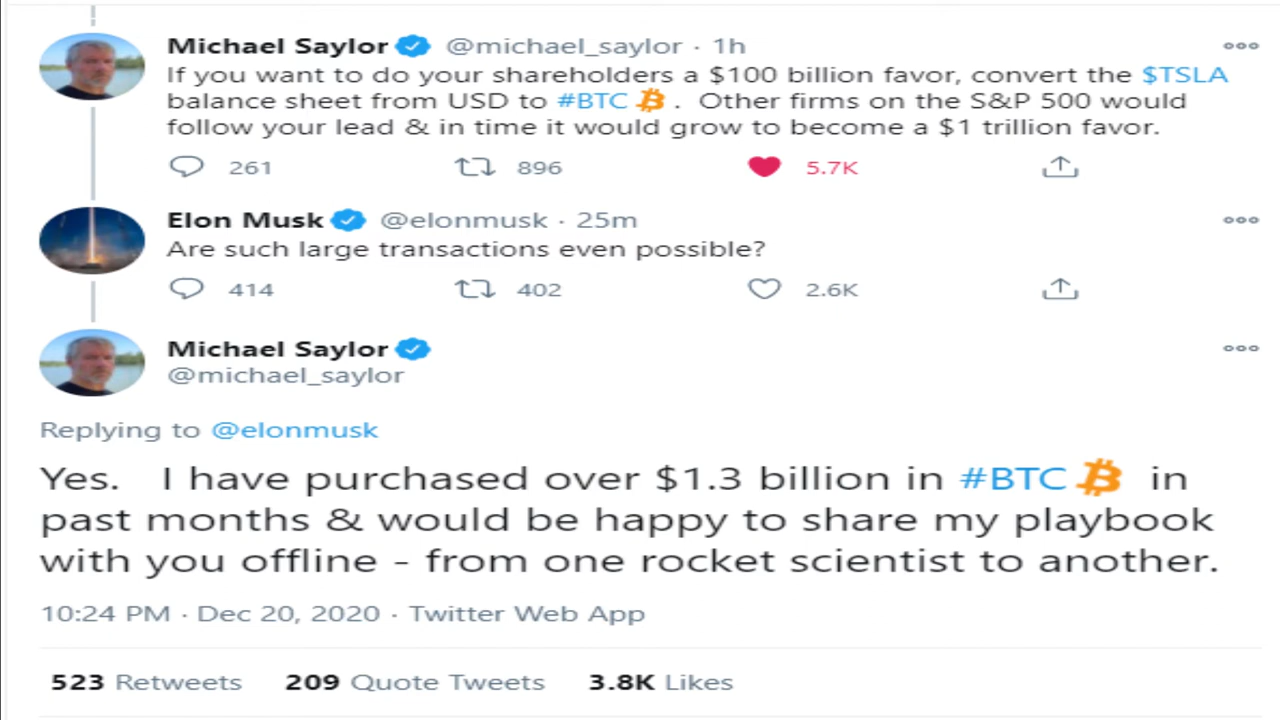 Michael Saylor @michael_saylor · 1h
If you want to do your shareholders a $100 billion favor, convert the $TSLA
balance sheet from USD to #BTC . Other firms on the S&P 500 would
follow your lead & in time it would grow to become a $1 trillion favor.
261 896 5.7K
Elon Musk @elonmusk · 25m
Are such large transactions even possible?
414 402 2.6K
Michael Saylor
@michael_saylor
Replying to @elonmusk
Yes. I have purchased over $1.3 billion in #BTC in
past months & would be happy to share my playbook
with you offline - from one rocket scientist to another.
10:24 PM · Dec 20, 2020 · Twitter Web App
523 Retweets 209 Quote Tweets 3.8K Likes